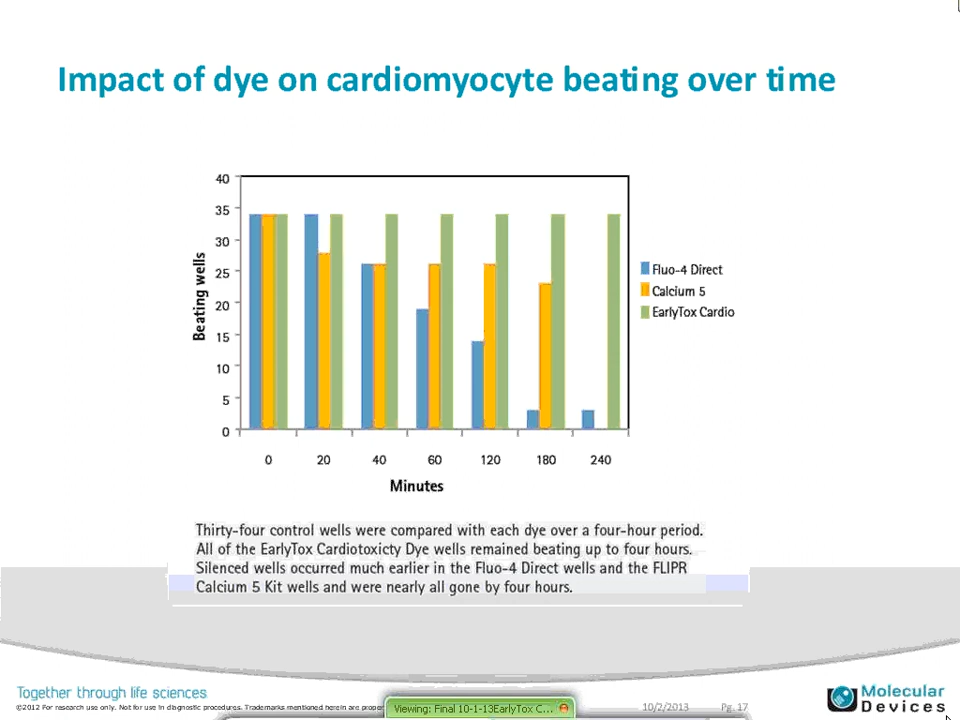 Impact of dye on cardiomyocyte beating over time
40
35
30
25
20
15
10
5
0
Beating wells
0 20 40 60 120 180 240
Minutes
Fluo-4 Direct
Calcium 5
EarlyTox Cardio
Thirty-four control wells were compared with each dye over a four-hour period.
All of the EarlyTox Cardiotoxicty Dye wells remained beating up to four hours.
Silenced wells occurred much earlier in the Fluo-4 Direct wells and the FLIPR
Calcium 5 Kit wells and were nearly all gone by four hours.
Together through life sciences
©2012 For research use only. Not for use in diagnostic procedures. Trademarks mentioned herein are
Viewing: Final 10-1-13EarlyTox C...
10/2/2013 Pg. 17
Molecular
Devices